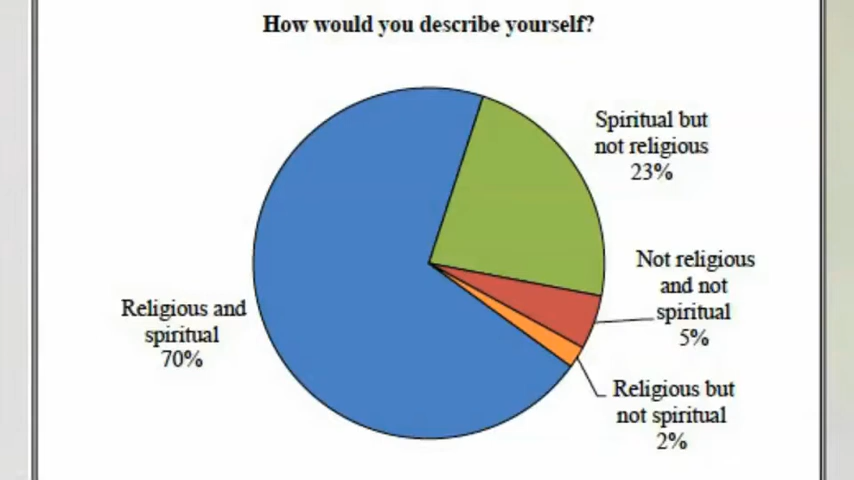 How would you describe yourself?
Spiritual but
not religious
23%
Not religious
and not
spiritual
5%
Religious and
spiritual
70%
Religious but
not spiritual
2%